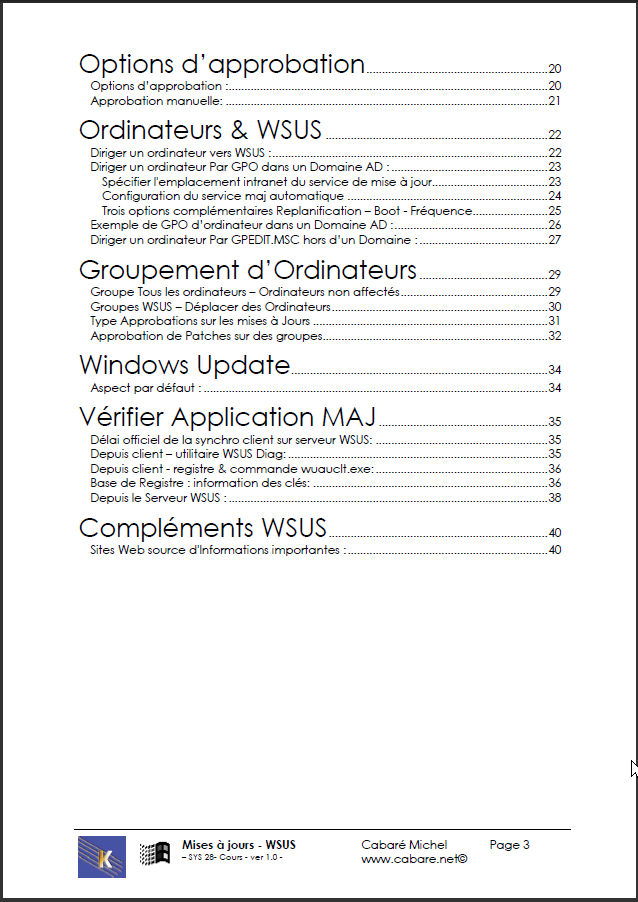 Options d’approbation 20
Options d’approbation : 20
Approbation manuelle: 21
Ordinateurs & WSUS 22
Diriger un ordinateur vers WSUS : 22
Diriger un ordinateur Par GPO dans un Domaine AD : 23
Spécifier l'emplacement intranet du service de mise à jour 23
Configuration du service maj automatique 24
Trois options complémentaires Replanification – Boot - Fréquence 25
Exemple de GPO d’ordinateur dans un Domaine AD : 26
Diriger un ordinateur Par GPEDIT.MSC hors d’un Domaine : 27
Groupement d’Ordinateurs 29
Groupe Tous les ordinateurs – Ordinateurs non affectés 29
Groupes WSUS – Déplacer des Ordinateurs 30
Type Approbations sur les mises à Jours 31
Approbation de Patches sur des groupes 32
Windows Update 34
Aspect par défaut : 34
Vérifier Application MAJ 35
Délai officiel de la synchro client sur serveur WSUS: 35
Depuis client – utilitaire WSUS Diag: 35
Depuis client - registre & commande wuauclt.exe: 36
Base de Registre : information des clés: 36
Depuis le Serveur WSUS : 38
Compléments WSUS 40
Sites Web source d'Informations importantes : 40
K
Mises à jours - WSUS Cabaré Michel Page 3
– SYS 28- Cours - ver 1.0 - www.cabare.net©